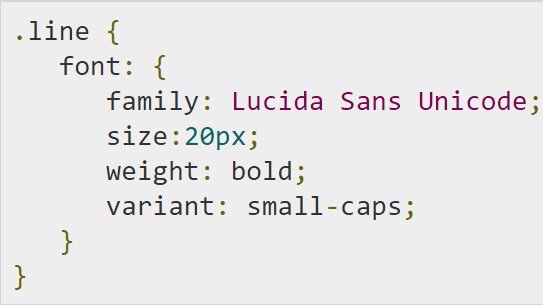 .line {
   font: {
      family: Lucida Sans Unicode;
      size:20px;
      weight: bold;
      variant: small-caps;
   }
}